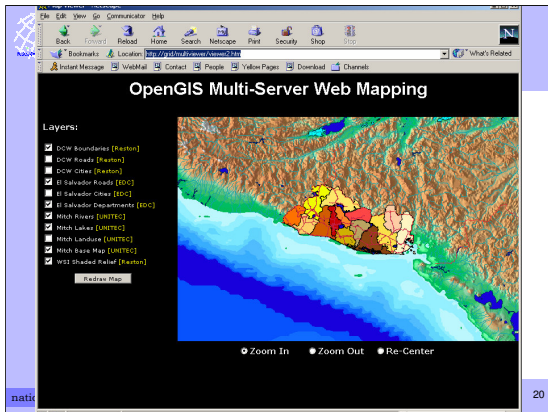 File Edit View Go Communicator Help
Back Forward Reload Home Search Netscape Print Security Shop Stop
Bookmarks Location: http://grid/multiviewer/viewer2.htm What's Related
Instant Message WebMail Contact People Yellow Pages Download Channels
OpenGIS Multi-Server Web Mapping
Layers:
DCW Boundaries [Reston]
DCW Roads [Reston]
DCW Cities [Reston]
El Salvador Roads [EDC]
El Salvador Cities [EDC]
El Salvador Departments [EDC]
Mitch Rivers [UNITEC]
Mitch Lakes [UNITEC]
Mitch Landuse [UNITEC]
Mitch Base Map [UNITEC]
WSI Shaded Relief [Reston]
Redraw Map
Zoom In Zoom Out Re-Center
20